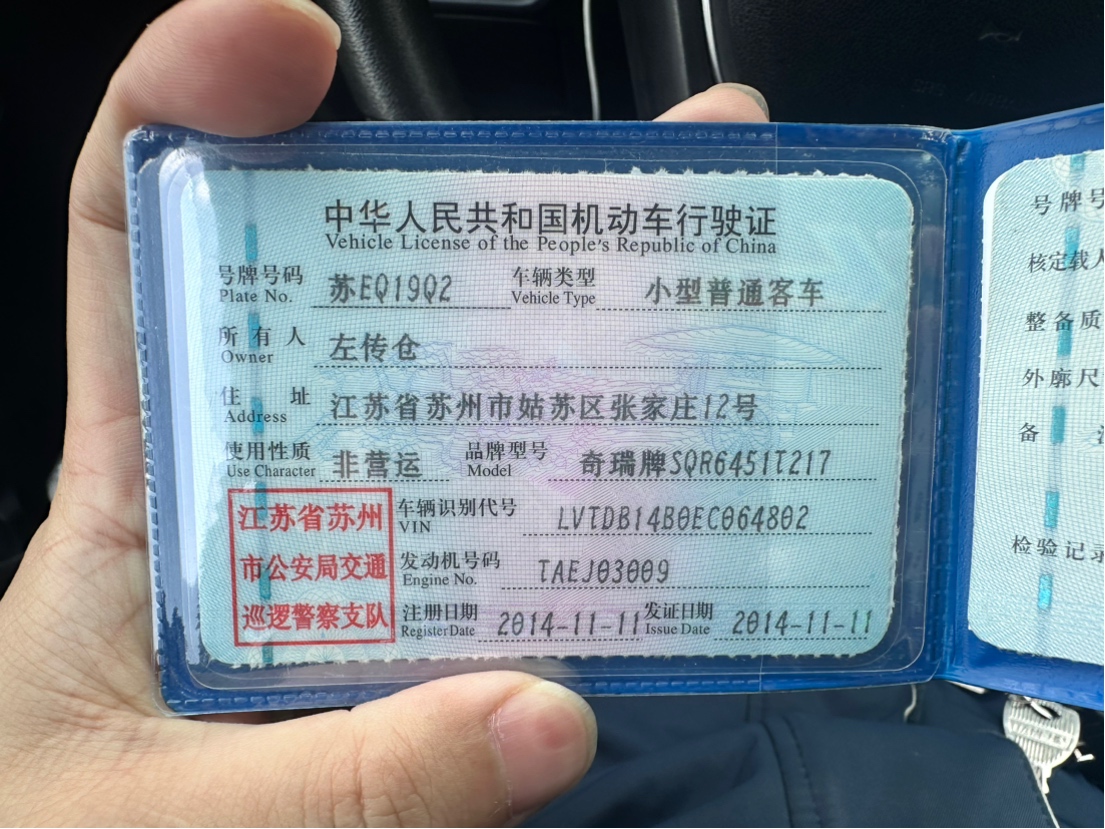 中华人民共和国机动车行驶证
Vehicle License of the People's Republic of China
号牌号码 苏EQ19Q2 车辆类型 小型普通客车
Plate No. Vehicle Type
所有人 左传仓
Owner
住址 江苏省苏州市姑苏区张家庄12号
Address
使用性质 非营运 品牌型号 奇瑞牌SQR6451T217
Use Character Model
江苏省苏州
市公安局交通
巡逻警察支队
车辆识别代号 LVTDB14B0EC064802
VIN
发动机号码 TAEJ03009
Engine No.
注册日期 2014-11-11 发证日期 2014-11-11
Register Date Issue Date
号牌号
核定载人
整备质
外廓尺
备
检验记录